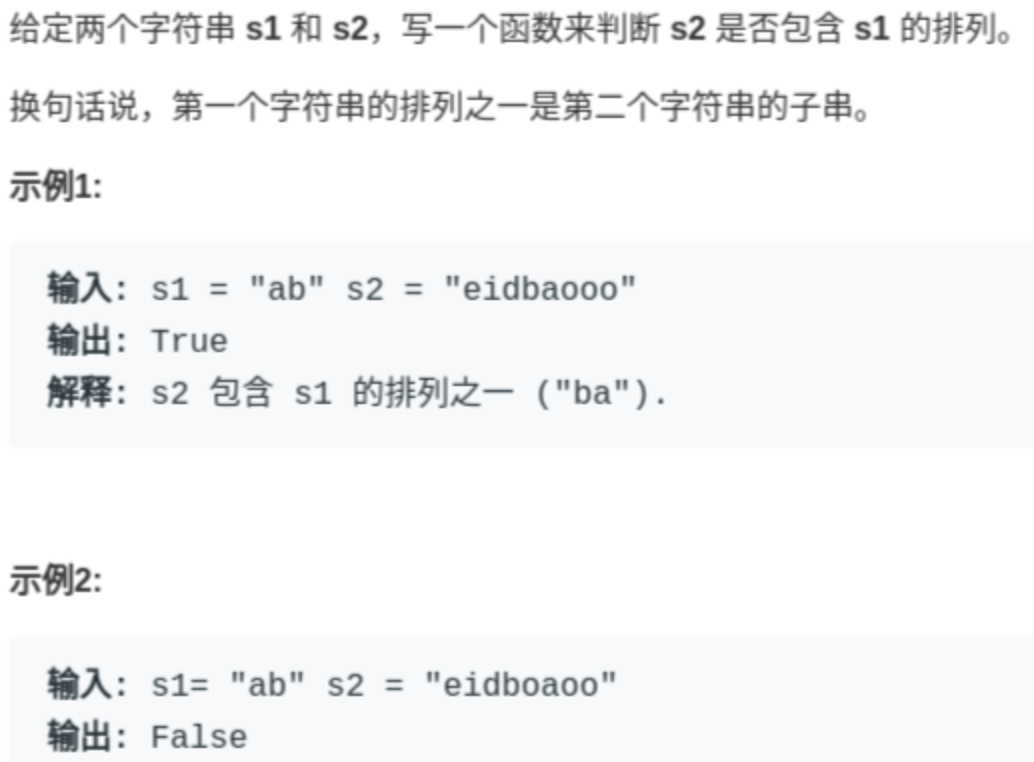 给定两个字符串 s1 和 s2，写一个函数来判断 s2 是否包含 s1 的排列。
换句话说，第一个字符串的排列之一是第二个字符串的子串。
示例1:
输入: s1 = "ab" s2 = "eidbaooo"
输出: True
解释: s2 包含 s1 的排列之一 ("ba").
示例2:
输入: s1= "ab" s2 = "eidboaoo"
输出: False